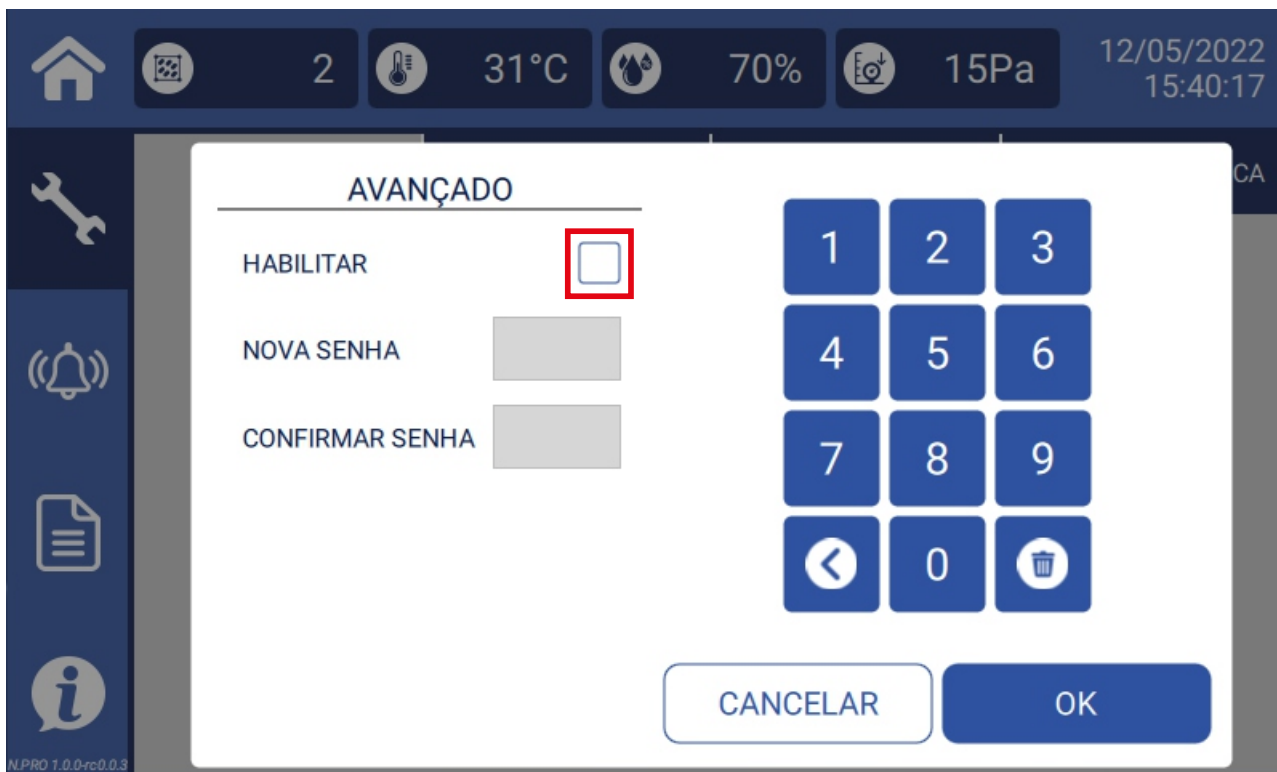 2
31°C
70%
15Pa
12/05/2022
15:40:17
CA
AVANÇADO
HABILITAR
NOVA SENHA
CONFIRMAR SENHA
1 2 3
4 5 6
7 8 9
0
CANCELAR
OK
N.PRO 1.0.0-rc0.0.3